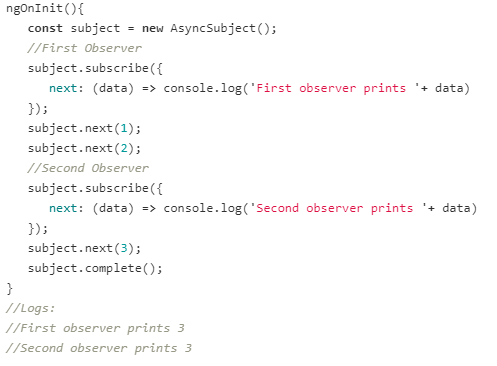 ngOnInit(){
   const subject = new AsyncSubject();
   //First Observer
   subject.subscribe({
      next: (data) => console.log('First observer prints '+ data)
   });
   subject.next(1);
   subject.next(2);
   //Second Observer
   subject.subscribe({
      next: (data) => console.log('Second observer prints '+ data)
   });
   subject.next(3);
   subject.complete();
}
//Logs:
//First observer prints 3
//Second observer prints 3